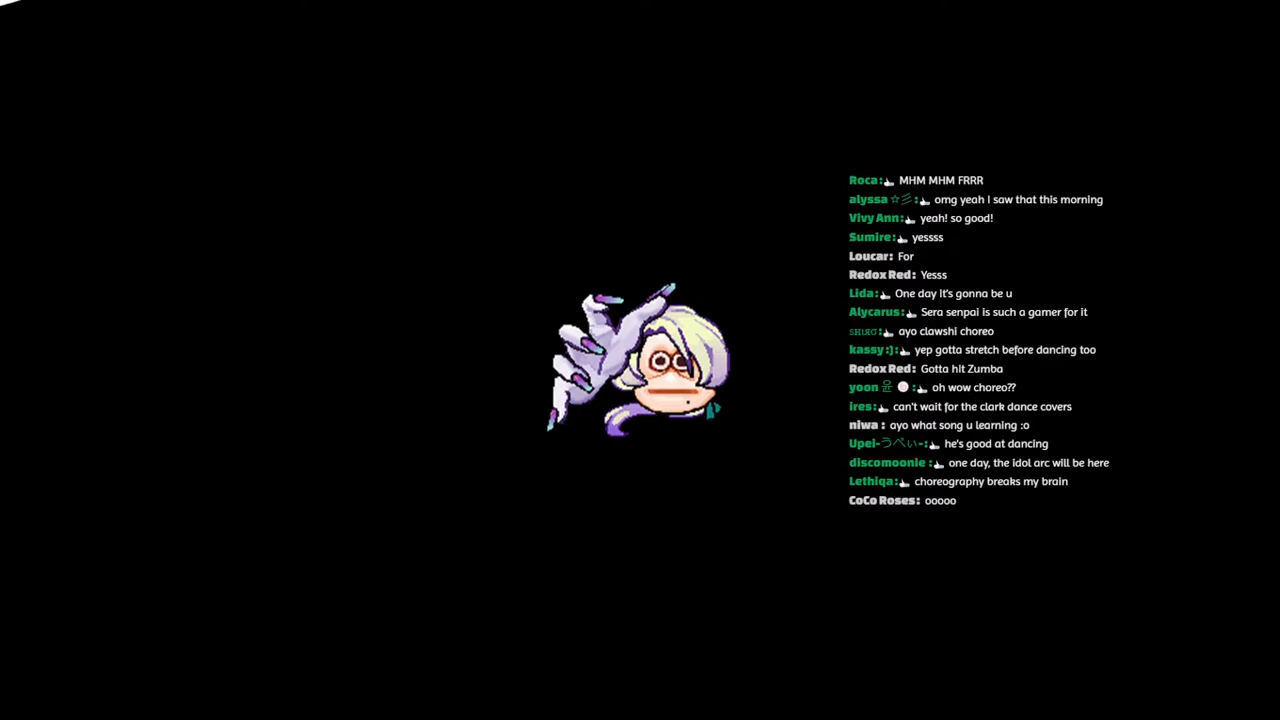 Roca: MHM MHM FRRR
alyssa ☆彡: omg yeah I saw that this morning
Vivy Ann: yeah! so good!
Sumire: yessss
Loucar: For
Redox Red: Yesss
Lida: One day it's gonna be u
Alycarus: Sera senpai is such a gamer for it
sнιяσ: ayo clawshi choreo
kassy :): yep gotta stretch before dancing too
Redox Red: Gotta hit Zumba
yoon 윤 : oh wow choreo??
ires: can't wait for the clark dance covers
niwa : ayo what song u learning :o
Upei-うぺぃ-: he's good at dancing
discomoonie : one day, the idol arc will be here
Lethiqa: choreography breaks my brain
CoCo Roses: ooooo